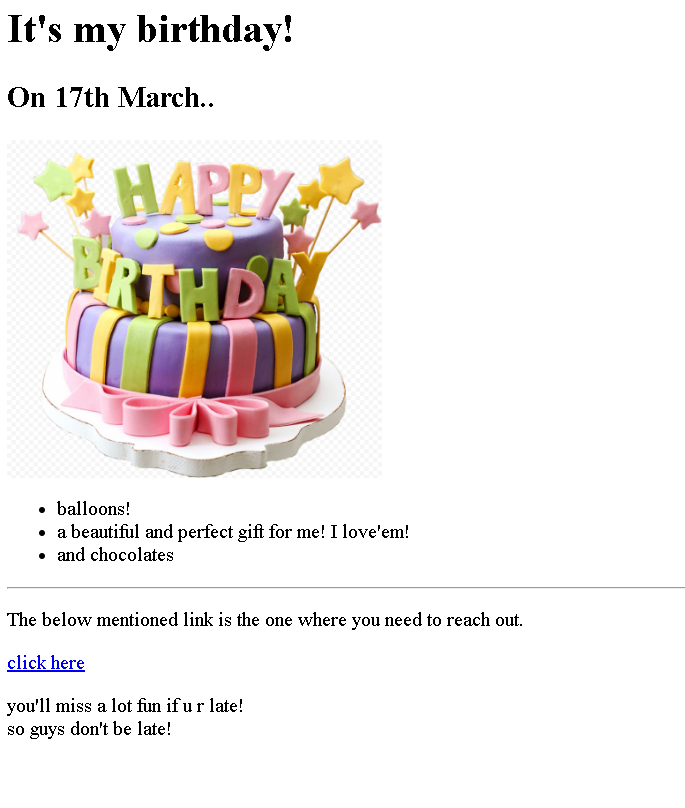 It's my birthday!
On 17th March..
HAPPY
BIRTHDAY
balloons!
a beautiful and perfect gift for me! I love'em!
and chocolates
The below mentioned link is the one where you need to reach out.
click here
you'll miss a lot fun if u r late!
so guys don't be late!